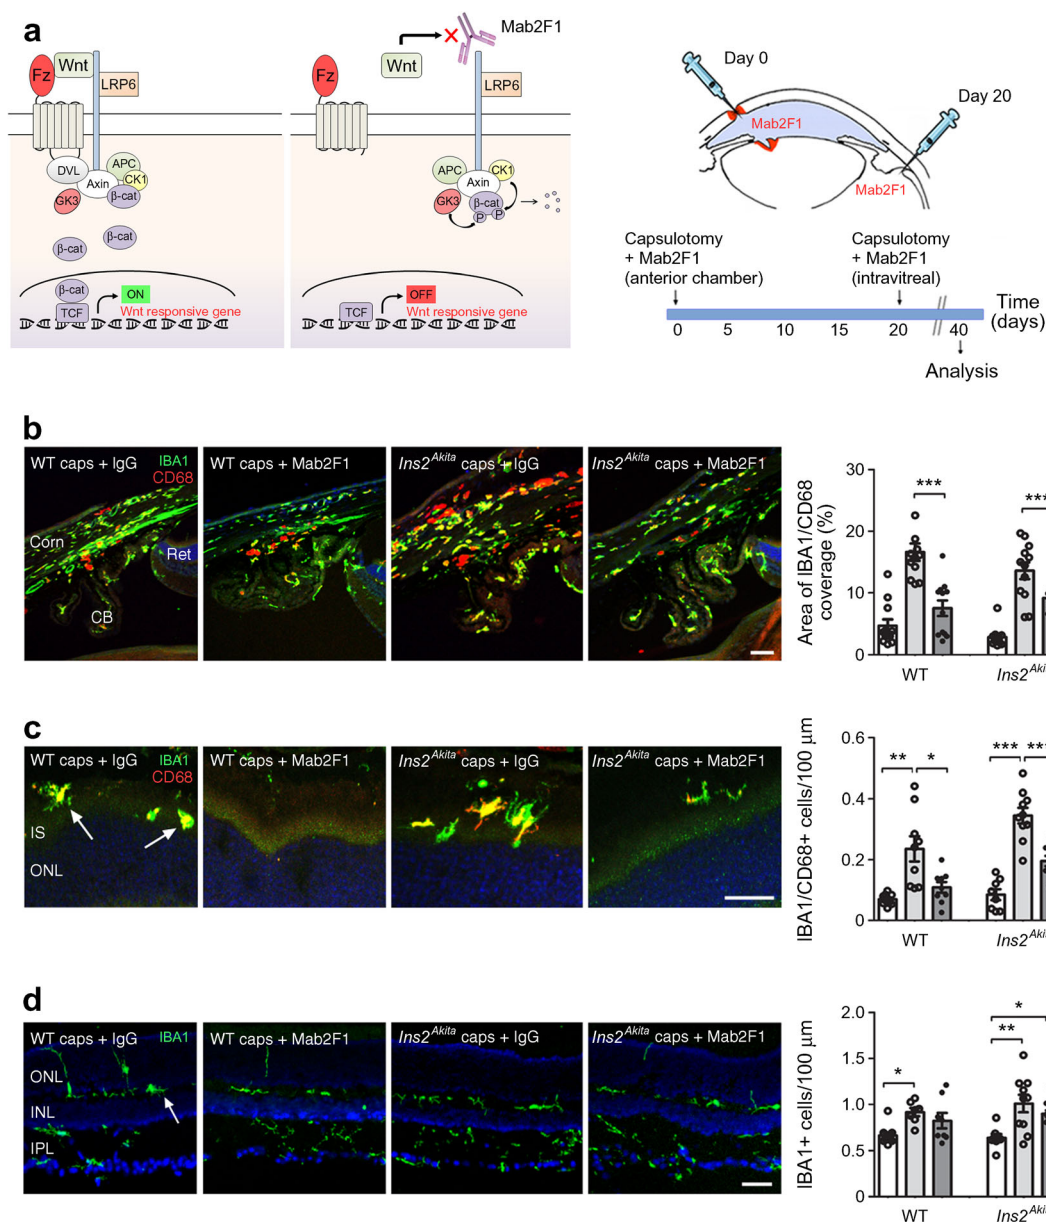 a
Fz
Wnt
LRP6
DVL
APC
CK1
Axin
GK3
β-cat
β-cat
β-cat
β-cat
TCF
ON
Wnt responsive gene
Mab2F1
Fz
Wnt
LRP6
APC
CK1
Axin
GK3
β-cat
P
P
TCF
OFF
Wnt responsive gene
Day 0
Mab2F1
Day 20
Mab2F1
Capsulotomy
+ Mab2F1
(anterior chamber)
Capsulotomy
+ Mab2F1
(intravitreal)
0 5 10 15 20 40
Time
(days)
Analysis
b
WT caps + IgG
IBA1
CD68
Corn
Ret
CB
WT caps + Mab2F1
Ins2Akita caps + IgG
Ins2Akita caps + Mab2F1
Area of IBA1/CD68
coverage (%)
30
20
10
0
***
***
WT
Ins2Akita
c
WT caps + IgG
IBA1
CD68
IS
ONL
WT caps + Mab2F1
Ins2Akita caps + IgG
Ins2Akita caps + Mab2F1
IBA1/CD68+ cells/100 µm
0.6
0.4
0.2
0
**
*
***
***
WT
Ins2Akita
d
WT caps + IgG
IBA1
ONL
INL
IPL
WT caps + Mab2F1
Ins2Akita caps + IgG
Ins2Akita caps + Mab2F1
IBA1+ cells/100 µm
2.0
1.5
1.0
0.5
0
*
**
*
WT
Ins2Akita